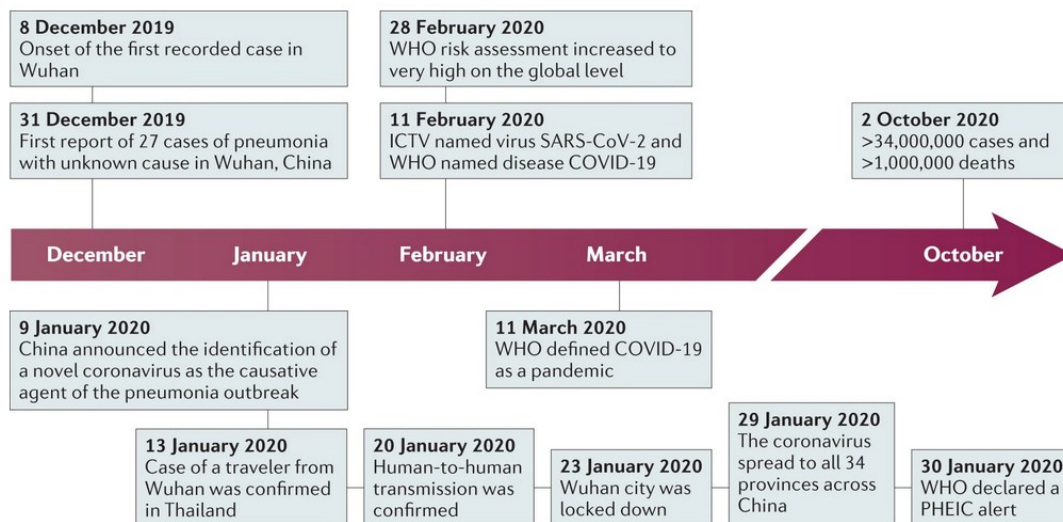 8 December 2019
Onset of the first recorded case in
Wuhan
31 December 2019
First report of 27 cases of pneumonia
with unknown cause in Wuhan, China
28 February 2020
WHO risk assessment increased to
very high on the global level
11 February 2020
ICTV named virus SARS-CoV-2 and
WHO named disease COVID-19
2 October 2020
>34,000,000 cases and
>1,000,000 deaths
December January February March October
9 January 2020
China announced the identification of
a novel coronavirus as the causative
agent of the pneumonia outbreak
11 March 2020
WHO defined COVID-19
as a pandemic
13 January 2020
Case of a traveler from
Wuhan was confirmed
in Thailand
20 January 2020
Human-to-human
transmission was
confirmed
23 January 2020
Wuhan city was
locked down
29 January 2020
The coronavirus
spread to all 34
provinces across
China
30 January 2020
WHO declared a
PHEIC alert